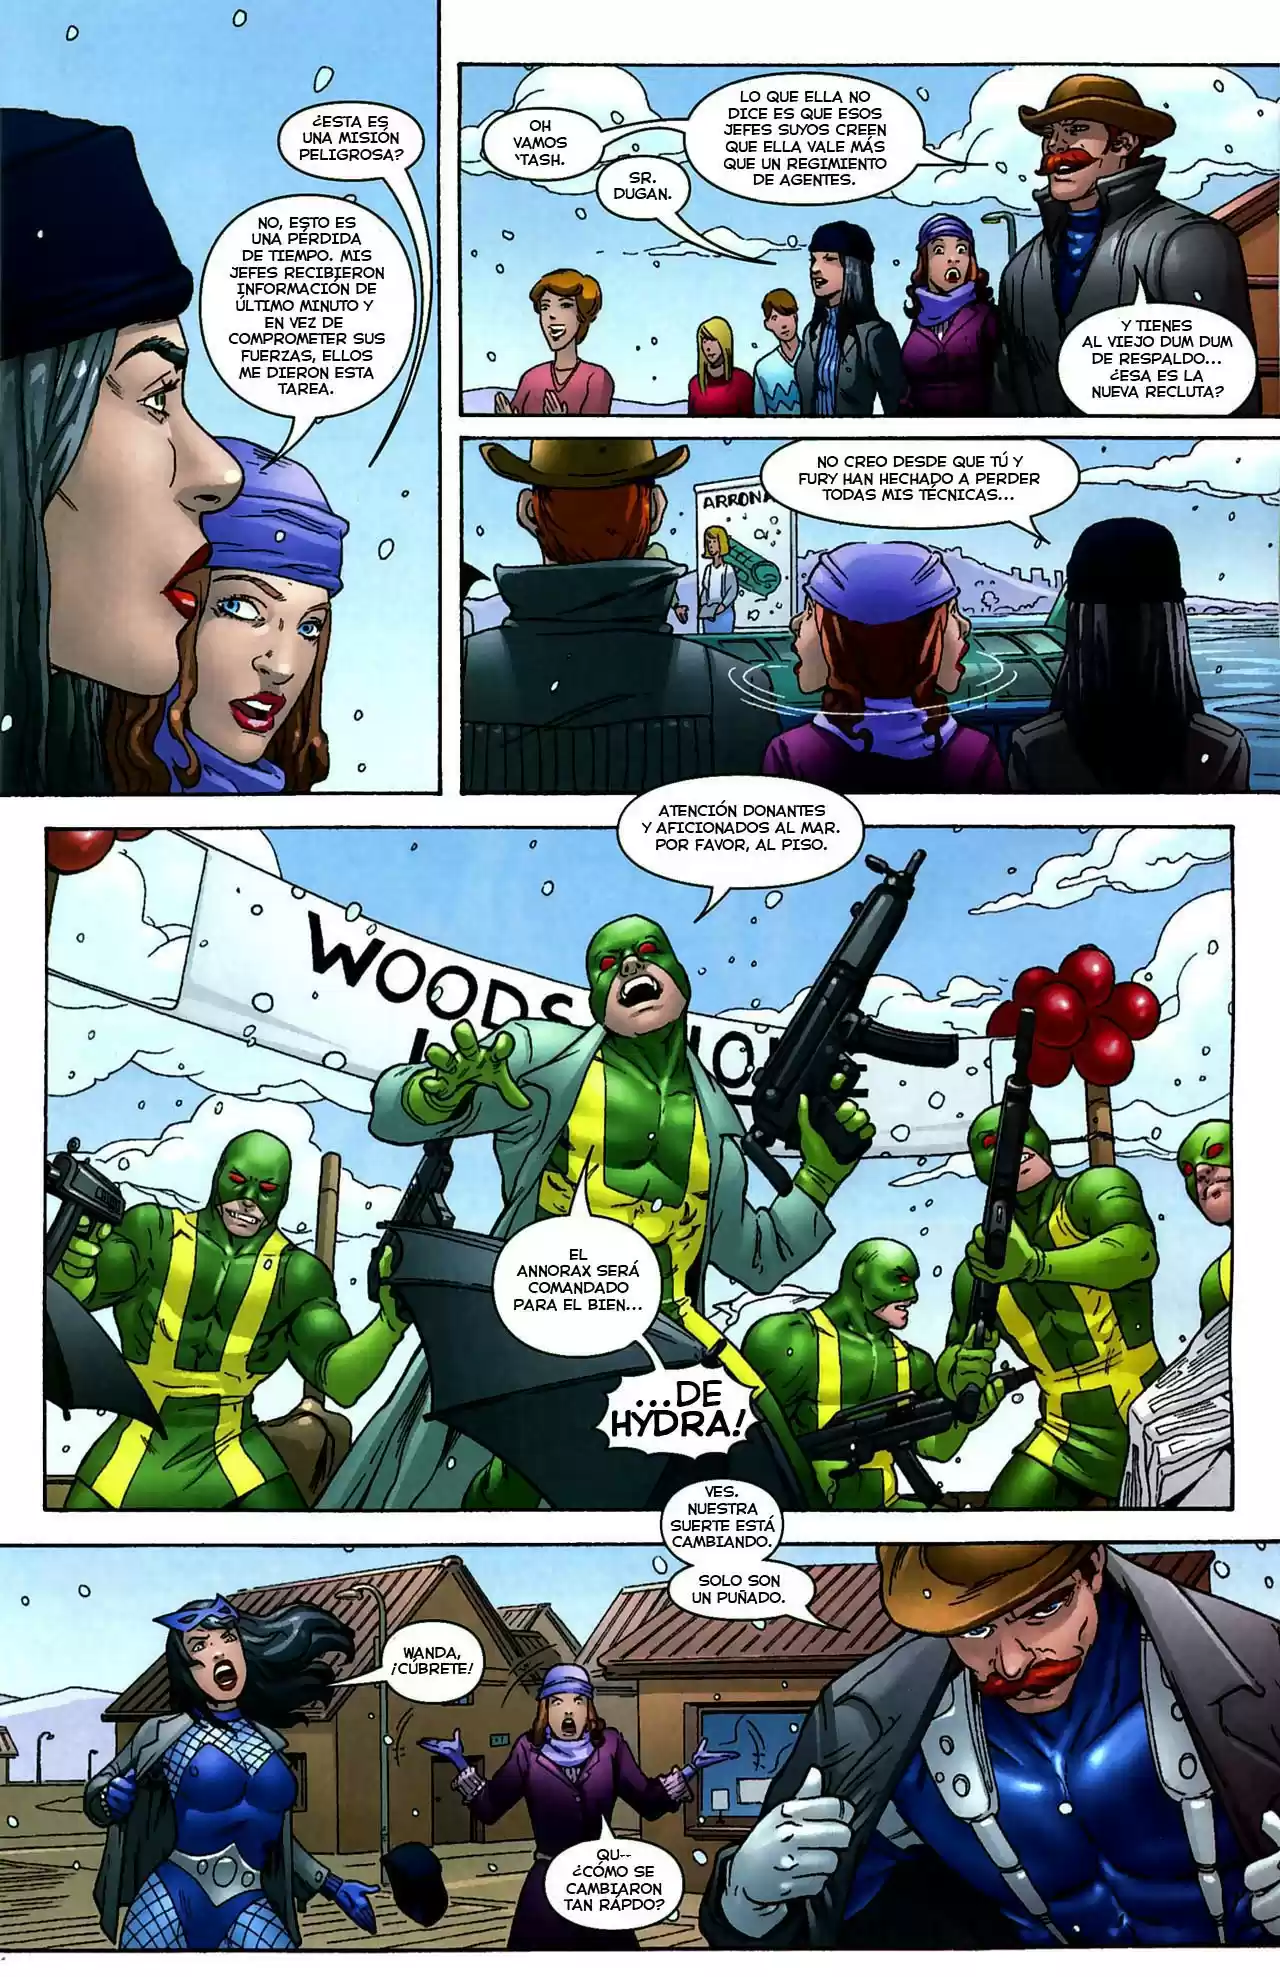 ¿ESTA ES
UNA MISIÓN
PELIGROSA?
NO, ESTO ES
UNA PÉRDIDA
DE TIEMPO. MIS
JEFES RECIBIERON
INFORMACIÓN DE
ÚLTIMO MINUTO Y
EN VEZ DE
COMPROMETER SUS
FUERZAS, ELLOS
ME DIERON ESTA
TAREA.
OH
VAMOS
'TASH.
LO QUE ELLA NO
DICE ES QUE ESOS
JEFES SUYOS CREEN
QUE ELLA VALE MÁS
QUE UN REGIMIENTO
DE AGENTES.
SR.
DUGAN.
Y TIENES
AL VIEJO DUM DUM
DE RESPALDO...
¿ESA ES LA
NUEVA RECLUTA?
NO CREO DESDE QUE TÚ Y
FURY HAN HECHADO A PERDER
TODAS MIS TÉCNICAS...
ARRONA
ATENCIÓN DONANTES
Y AFICIONADOS AL MAR.
POR FAVOR, AL PISO.
WOODS
EL
ANNORAX SERÁ
COMANDADO
PARA EL BIEN...
...DE
HYDRA!
VES.
NUESTRA
SUERTE ESTÁ
CAMBIANDO.
SOLO SON
UN PUÑADO.
WANDA,
¡CÚBRETE!
QU--
¿CÓMO SE
CAMBIARON
TAN RÁPDO?